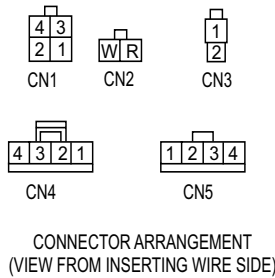 4 3
2 1
CN1
W R
CN2
1
2
CN3
4 3 2 1
CN4
1 2 3 4
CN5
CONNECTOR ARRANGEMENT
(VIEW FROM INSERTING WIRE SIDE)